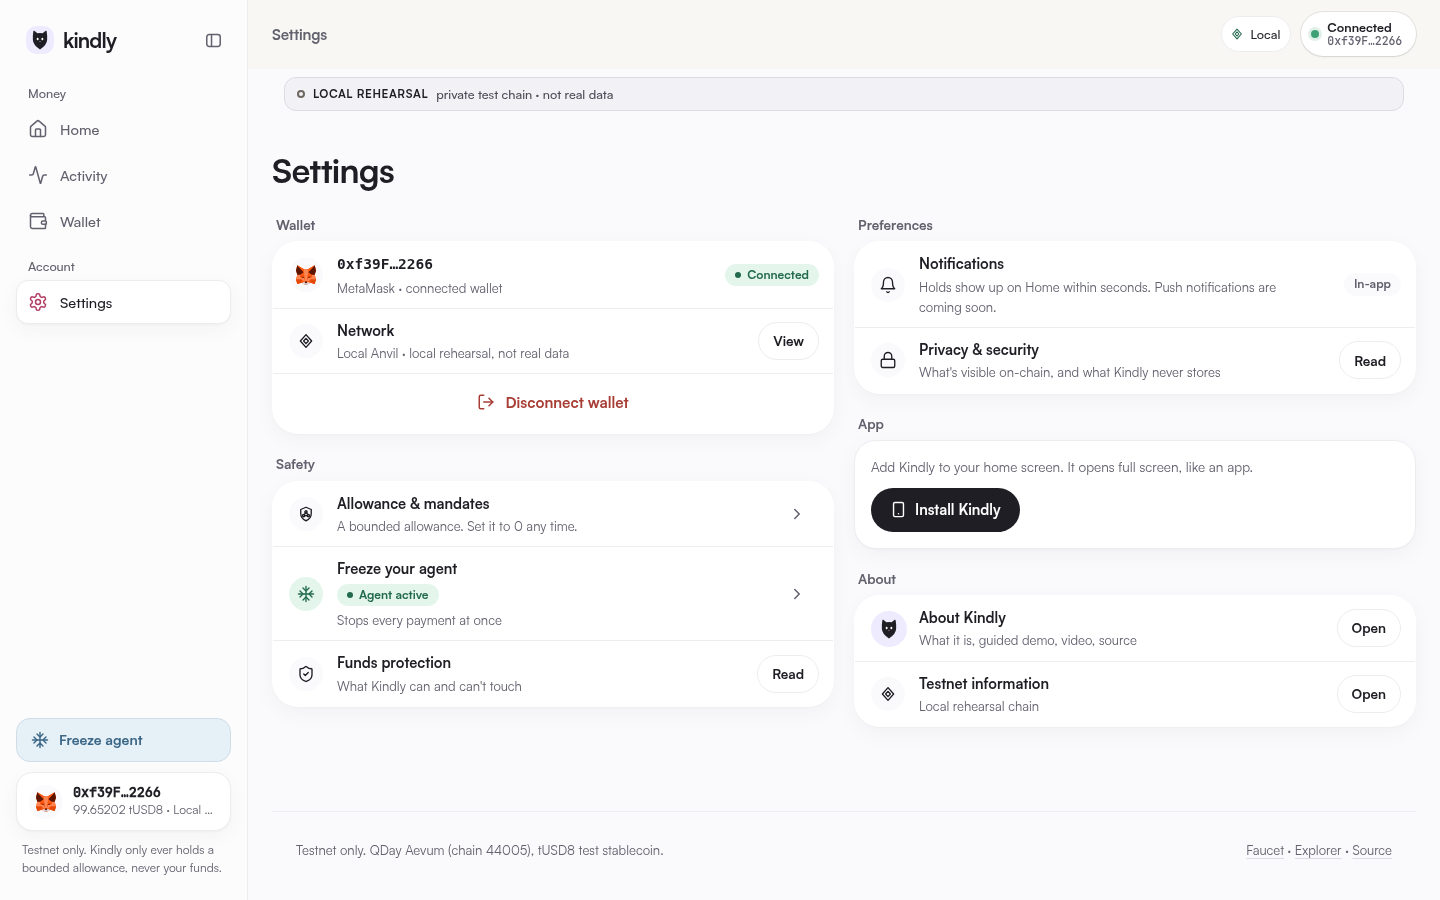 kindly
Money
Home
Activity
Wallet
Account
Settings
Freeze agent
0xf39F…2266
99.65202 tUSD8 · Local …
Testnet only. Kindly only ever holds a
bounded allowance, never your funds.
Settings
Local
Connected
0xf39F…2266
LOCAL REHEARSAL private test chain · not real data
Settings
Wallet
0xf39F…2266
MetaMask · connected wallet
Connected
Network
Local Anvil · local rehearsal, not real data
View
Disconnect wallet
Safety
Allowance & mandates
A bounded allowance. Set it to 0 any time.
Freeze your agent
Agent active
Stops every payment at once
Funds protection
What Kindly can and can't touch
Read
Preferences
Notifications
Holds show up on Home within seconds. Push notifications are
coming soon.
In-app
Privacy & security
What's visible on-chain, and what Kindly never stores
Read
App
Add Kindly to your home screen. It opens full screen, like an app.
Install Kindly
About
About Kindly
What it is, guided demo, video, source
Open
Testnet information
Local rehearsal chain
Open
Testnet only. QDay Aevum (chain 44005), tUSD8 test stablecoin.
Faucet · Explorer · Source